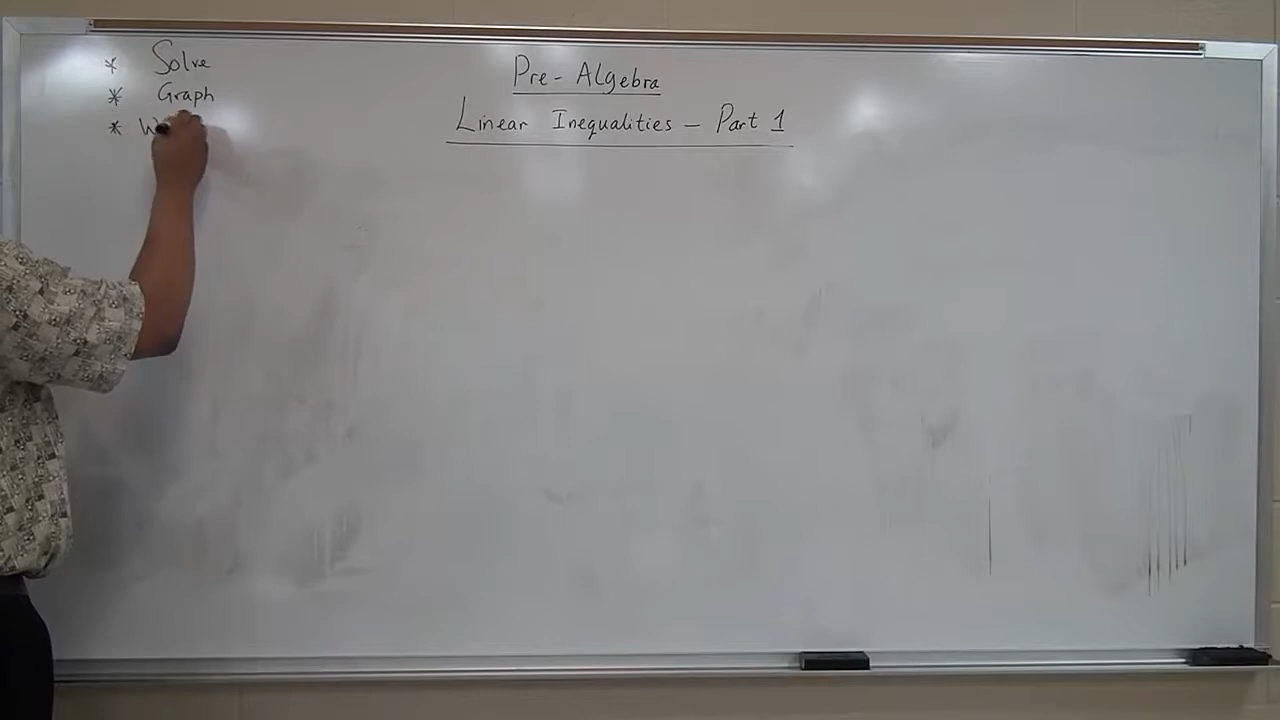 * Solve
* Graph
*
Pre - Algebra
Linear Inequalities – Part 1